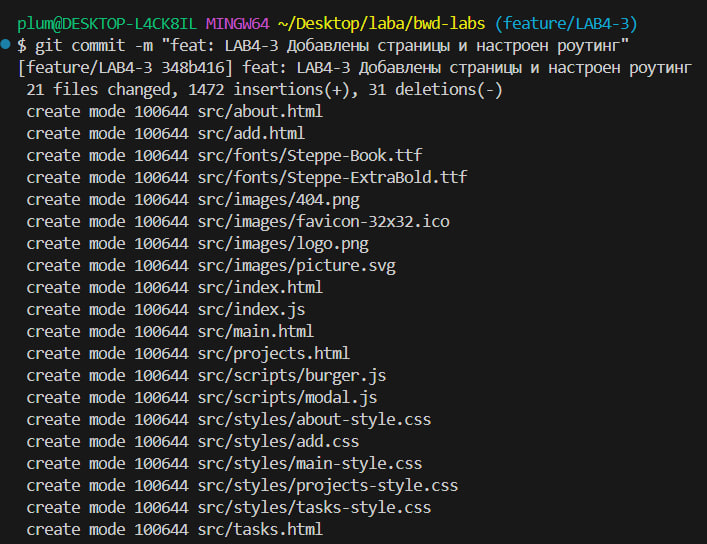 plum@DESKTOP-L4CK8IL MINGW64 ~/Desktop/laba/bwd-labs (feature/LAB4-3)
$ git commit -m "feat: LAB4-3 Добавлены страницы и настроен роутинг"
[feature/LAB4-3 348b416] feat: LAB4-3 Добавлены страницы и настроен роутинг
21 files changed, 1472 insertions(+), 31 deletions(-)
create mode 100644 src/about.html
create mode 100644 src/add.html
create mode 100644 src/fonts/Steppe-Book.ttf
create mode 100644 src/fonts/Steppe-ExtraBold.ttf
create mode 100644 src/images/404.png
create mode 100644 src/images/favicon-32x32.ico
create mode 100644 src/images/logo.png
create mode 100644 src/images/picture.svg
create mode 100644 src/index.html
create mode 100644 src/index.js
create mode 100644 src/main.html
create mode 100644 src/projects.html
create mode 100644 src/scripts/burger.js
create mode 100644 src/scripts/modal.js
create mode 100644 src/styles/about-style.css
create mode 100644 src/styles/add.css
create mode 100644 src/styles/main-style.css
create mode 100644 src/styles/projects-style.css
create mode 100644 src/styles/tasks-style.css
create mode 100644 src/tasks.html